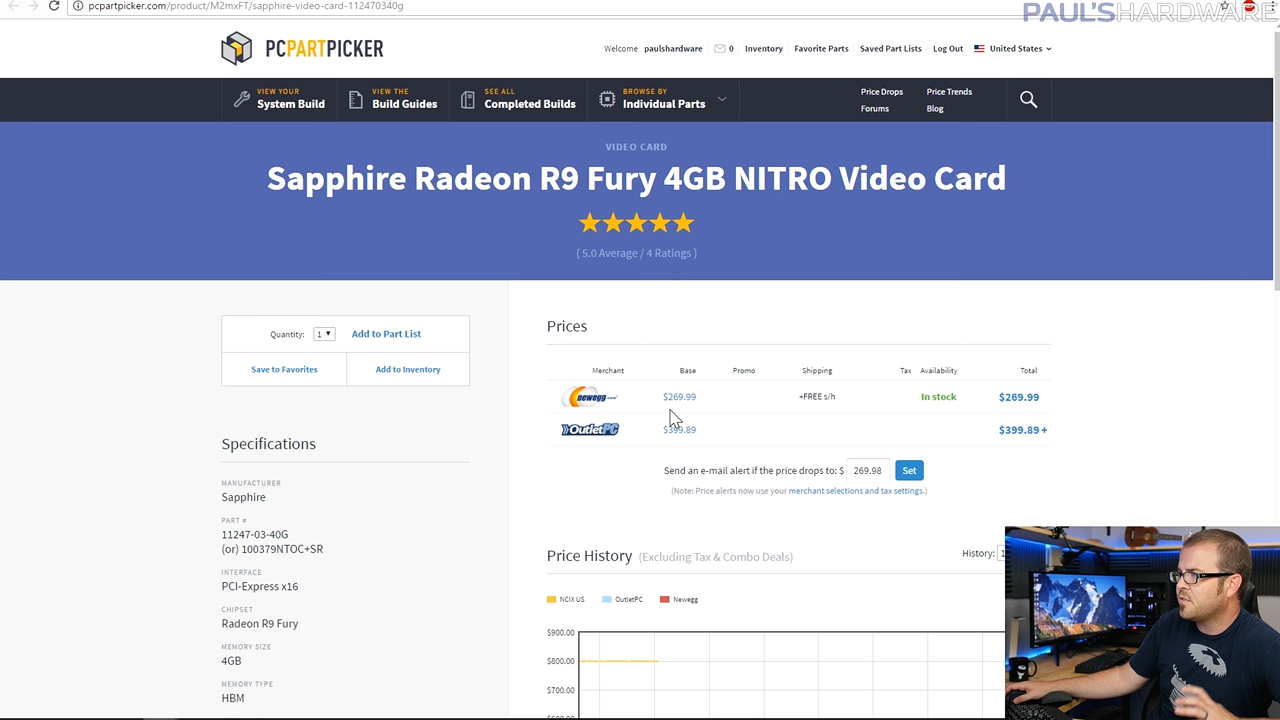 pcpartpicker.com/product/M2mxFT/sapphire-video-card-112470340g
PAUL'SHARDWARE
PCPARTPICKER
Welcome paulshardware 0 Inventory Favorite Parts Saved Part Lists Log Out United States
VIEW YOUR
System Build
VIEW THE
Build Guides
SEE ALL
Completed Builds
BROWSE BY
Individual Parts
Price Drops Price Trends
Forums Blog
VIDEO CARD
Sapphire Radeon R9 Fury 4GB NITRO Video Card
( 5.0 Average / 4 Ratings )
Quantity: 1 Add to Part List
Save to Favorites Add to Inventory
Specifications
MANUFACTURER
Sapphire
PART #
11247-03-40G
(or) 100379NTOC+SR
INTERFACE
PCI-Express x16
CHIPSET
Radeon R9 Fury
MEMORY SIZE
4GB
MEMORY TYPE
HBM
Prices
Merchant Base Promo Shipping Tax Availability Total
newegg.com $269.99 +FREE s/h In stock $269.99
OutletPC $399.89 $399.89 +
Send an e-mail alert if the price drops to: $ 269.98 Set
(Note: Price alerts now use your merchant selections and tax settings.)
Price History (Excluding Tax & Combo Deals) History: 1
NCIX US OutletPC Newegg
$900.00
$800.00
$700.00